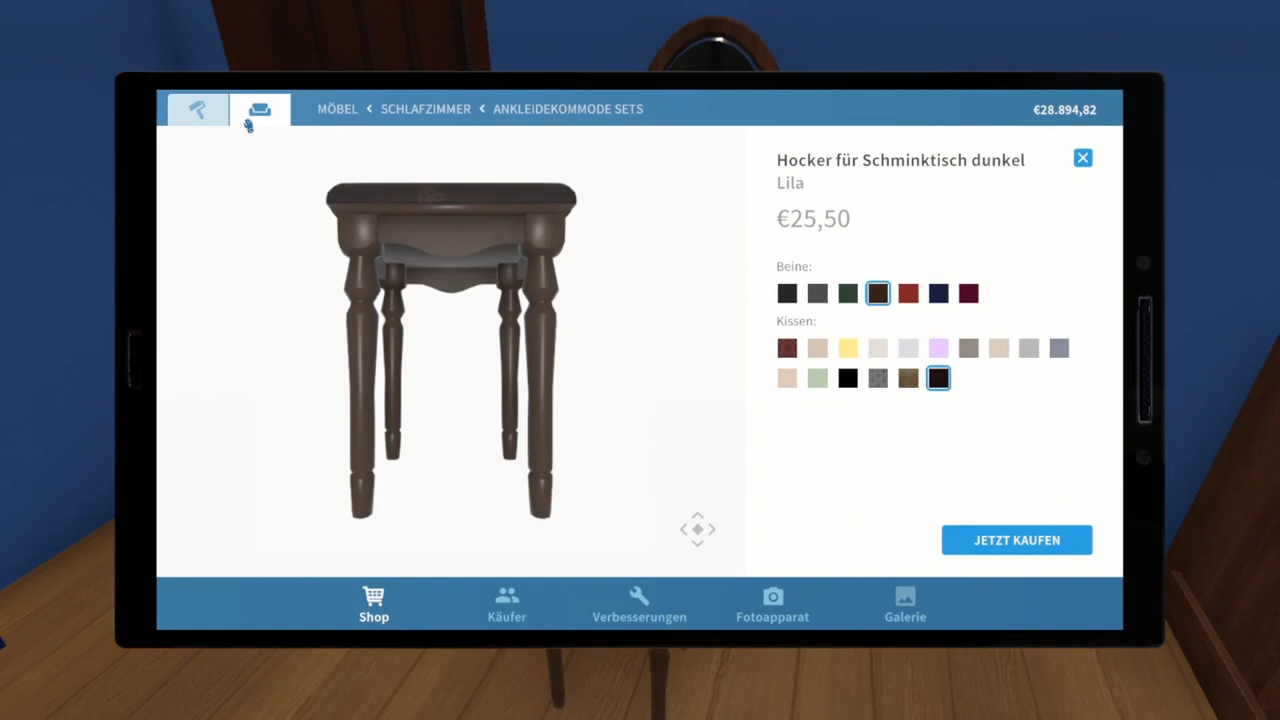 MÖBEL < SCHLAFZIMMER < ANKLEIDEKOMMODE SETS
€28.894,82
Hocker für Schminktisch dunkel
Lila
€25,50
Beine:
Kissen:
JETZT KAUFEN
Shop
Käufer
Verbesserungen
Fotoapparat
Galerie